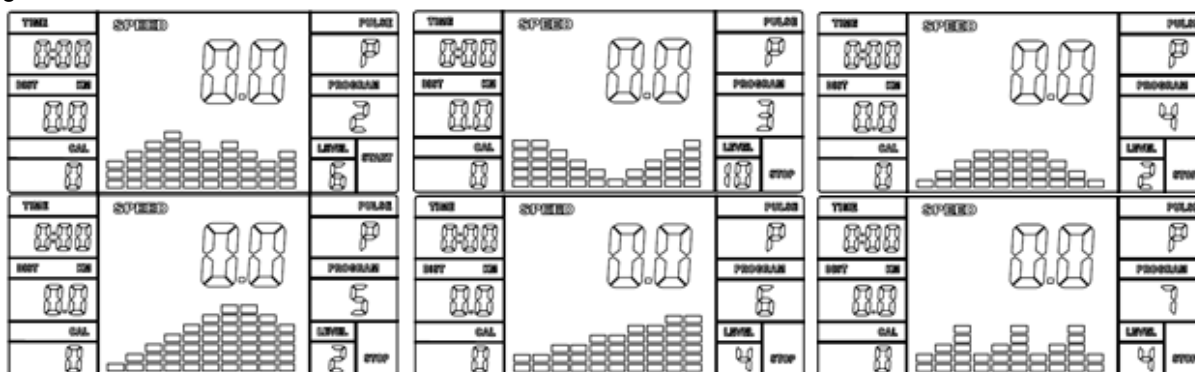 TIME SPEED PULSE
0:00 0.0 P
DIST KM PROGRAM
0.0 2
CAL LEVEL START
0 6
TIME SPEED PULSE
0:00 0.0 P
DIST KM PROGRAM
0.0 3
CAL LEVEL
0 10 STOP
TIME SPEED PULSE
0:00 0.0 P
DIST KM PROGRAM
0.0 4
CAL LEVEL
0 2 STOP
TIME SPEED PULSE
0:00 0.0 P
DIST KM PROGRAM
0.0 5
CAL LEVEL
0 2 STOP
TIME SPEED PULSE
0:00 0.0 P
DIST KM PROGRAM
0.0 6
CAL LEVEL
0 4 STOP
TIME SPEED PULSE
0:00 0.0 P
DIST KM PROGRAM
0.0 7
CAL LEVEL
0 4 STOP